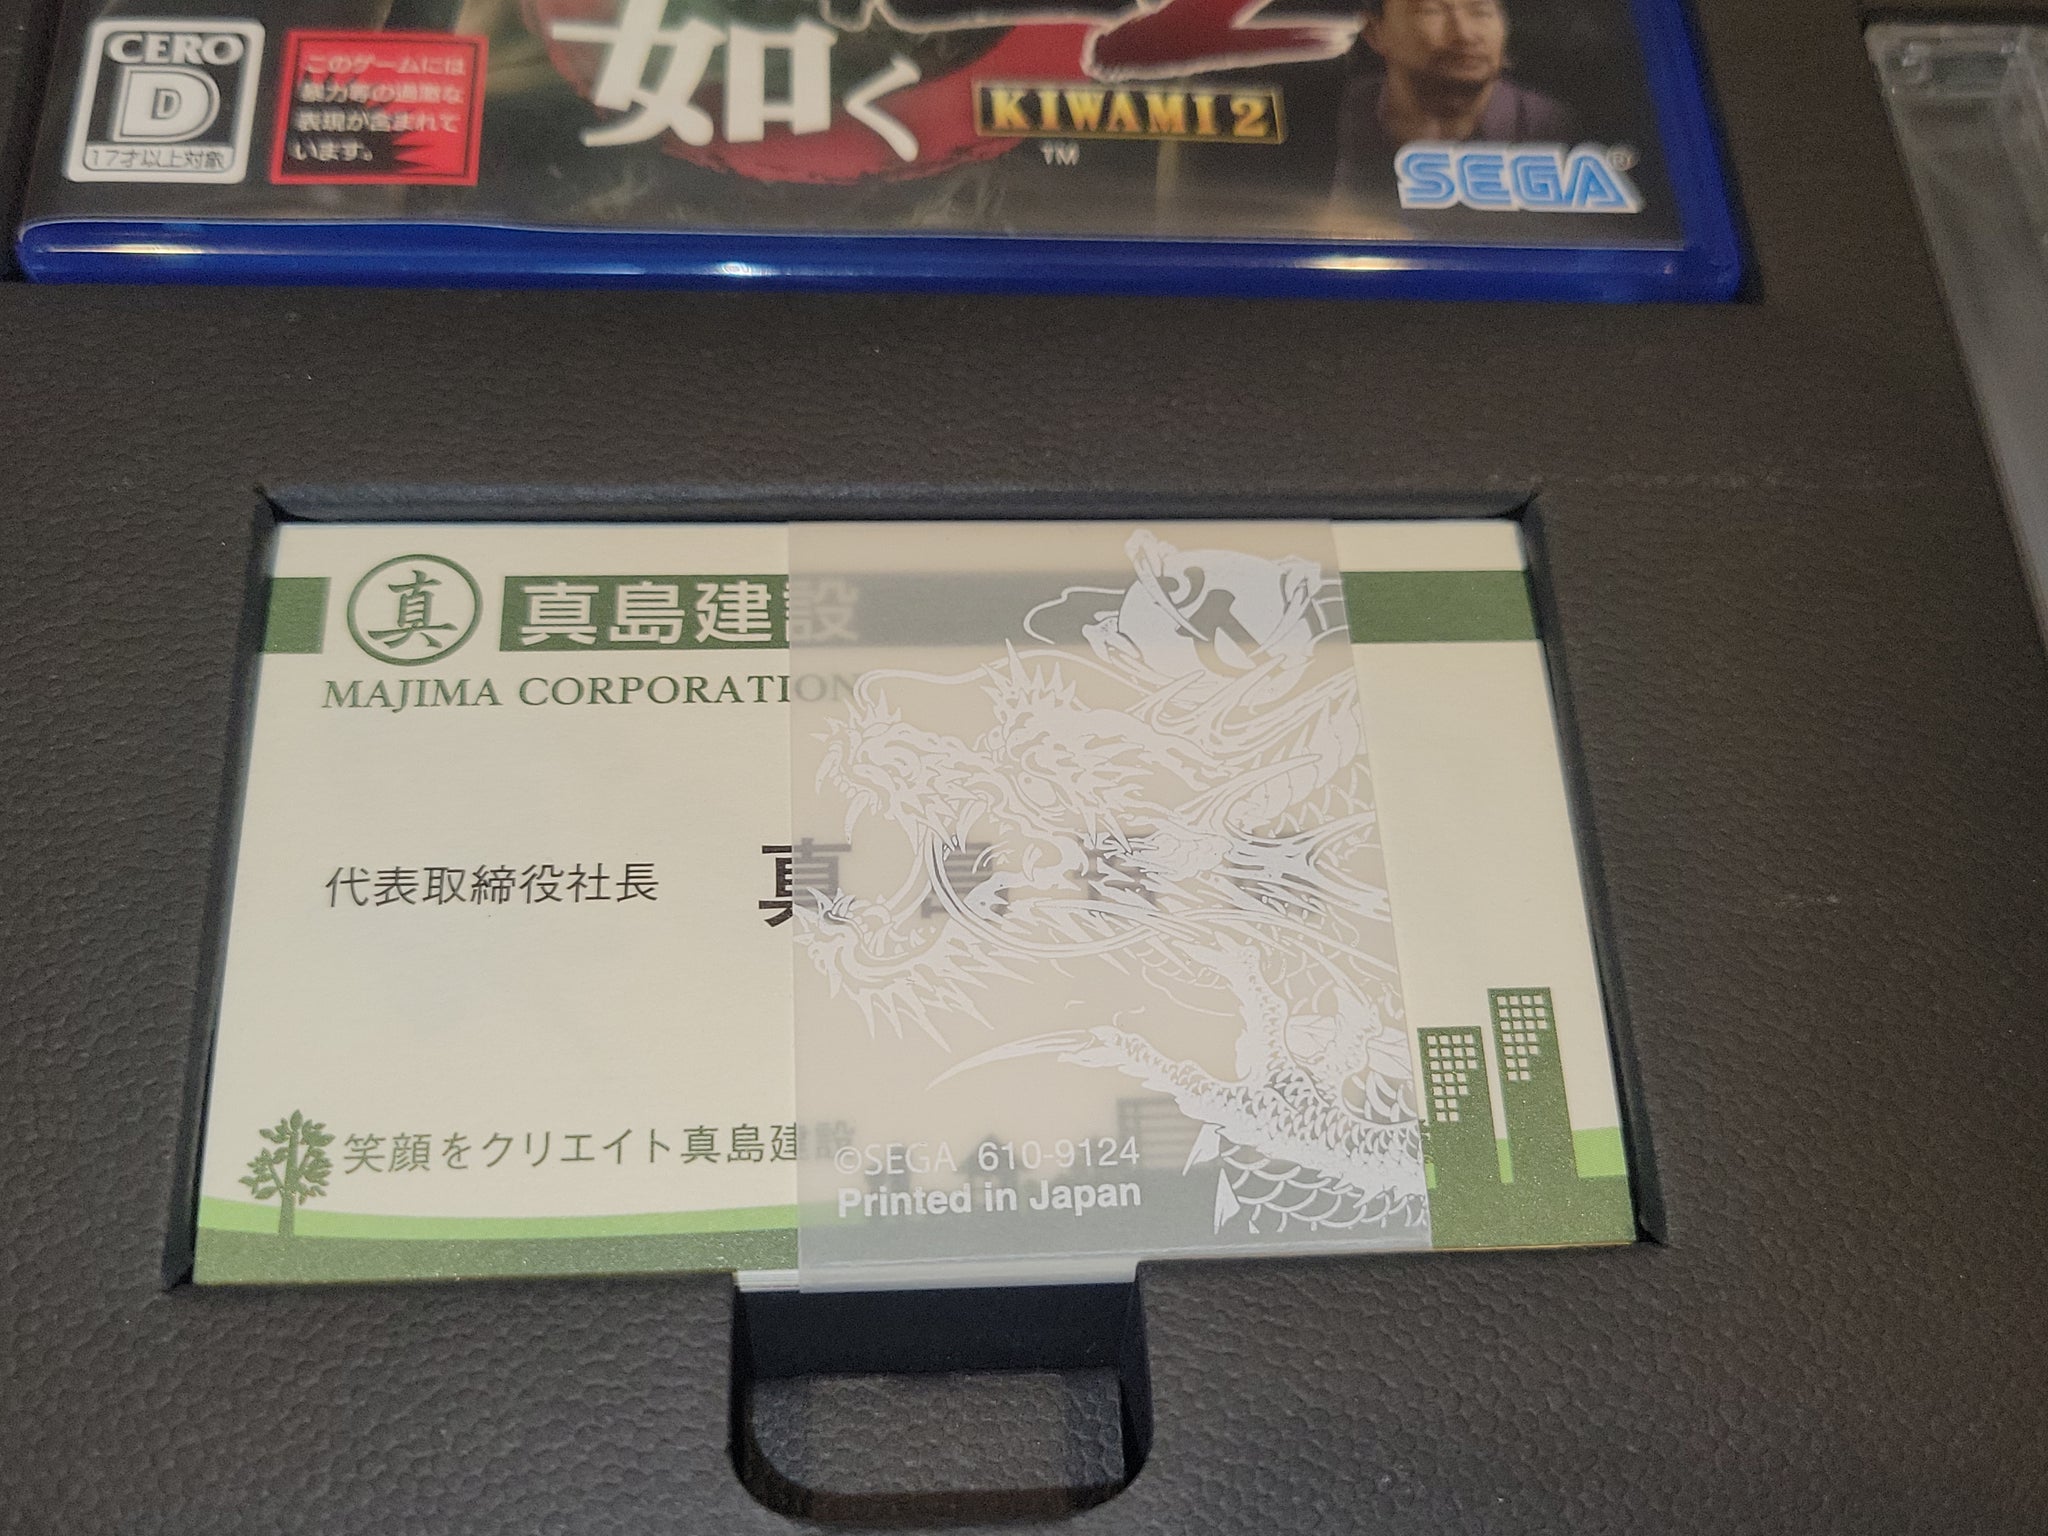 CERO
D
17才以上対象
このゲームには
暴力等の過激な
表現が含まれて
います。
如く
KIWAMI 2
TM
SEGA®
真
真島建設
MAJIMA CORPORATION
代表取締役社長 真島
笑顔をクリエイト真島建設
©SEGA 610-9124
Printed in Japan